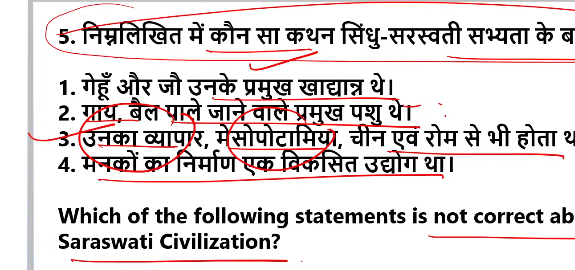 5. निम्नलिखित में कौन सा कथन सिंधु-सरस्वती सभ्यता के
1. गेहूँ और जौ उनके प्रमुख खाद्यान्न थे।
2. गाय, बैल पाले जाने वाले प्रमुख पशु थे।
3. उनका व्यापार, मेसोपोटामिया, चीन एवं रोम से भी होता
4. मनकों का निर्माण एक विकसित उद्योग था।
Which of the following statements is not correct
Saraswati Civilization?